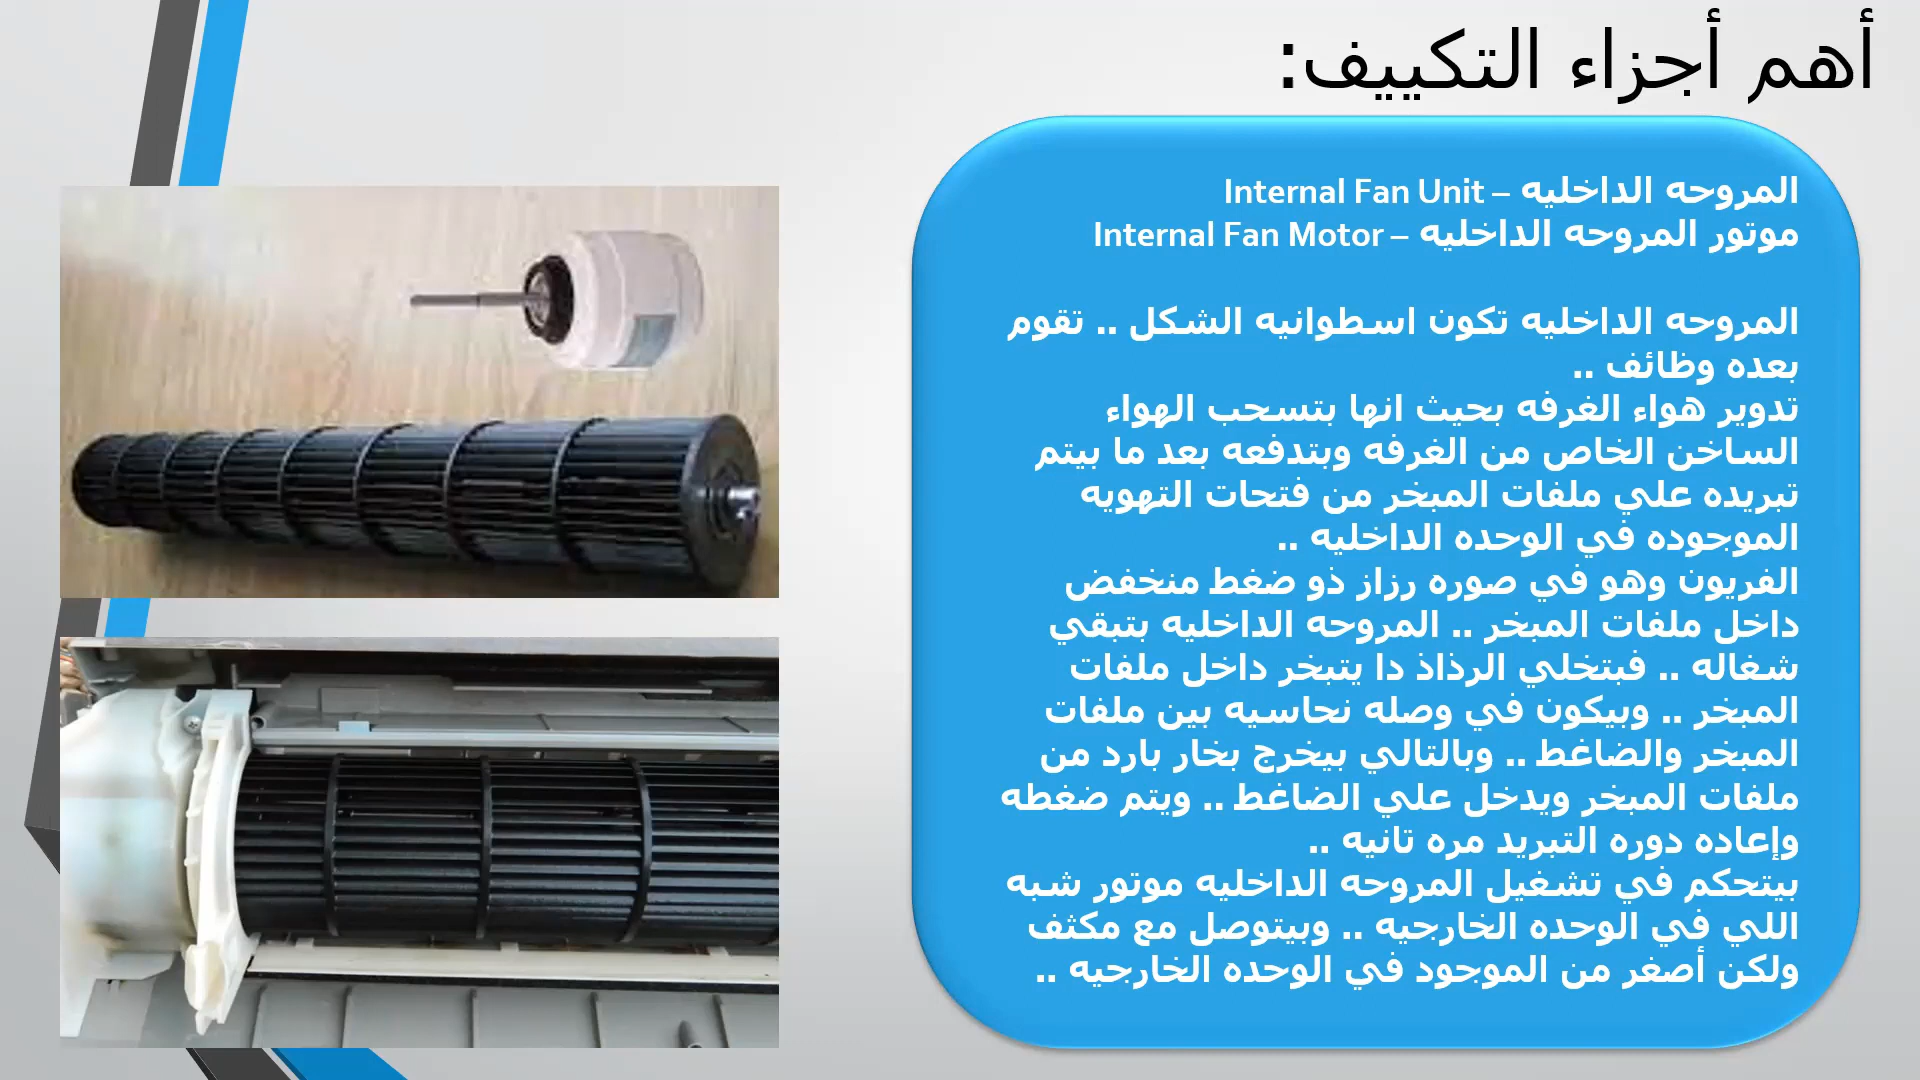 أهم أجزاء التكييف:
المروحه الداخليه – Internal Fan Unit
موتور المروحه الداخليه – Internal Fan Motor
المروحه الداخليه تكون اسطوانيه الشكل .. تقوم
بعده وظائف ..
تدوير هواء الغرفه بحيث انها بتسحب الهواء
الساخن الخاص من الغرفه وبتدفعه بعد ما بيتم
تبريده علي ملفات المبخر من فتحات التهويه
الموجوده في الوحده الداخليه ..
الفريون وهو في صوره رزاز ذو ضغط منخفض
داخل ملفات المبخر .. المروحه الداخليه بتبقي
شغاله .. فبتخلي الرذاذ دا يتبخر داخل ملفات
المبخر .. وبيكون في وصله نحاسيه بين ملفات
المبخر والضاغط .. وبالتالي بيخرج بخار بارد من
ملفات المبخر ويدخل علي الضاغط .. ويتم ضغطه
وإعاده دوره التبريد مره تانيه ..
بيتحكم في تشغيل المروحه الداخليه موتور شبه
اللي في الوحده الخارجيه .. وبيتوصل مع مكثف
ولكن أصغر من الموجود في الوحده الخارجيه ..